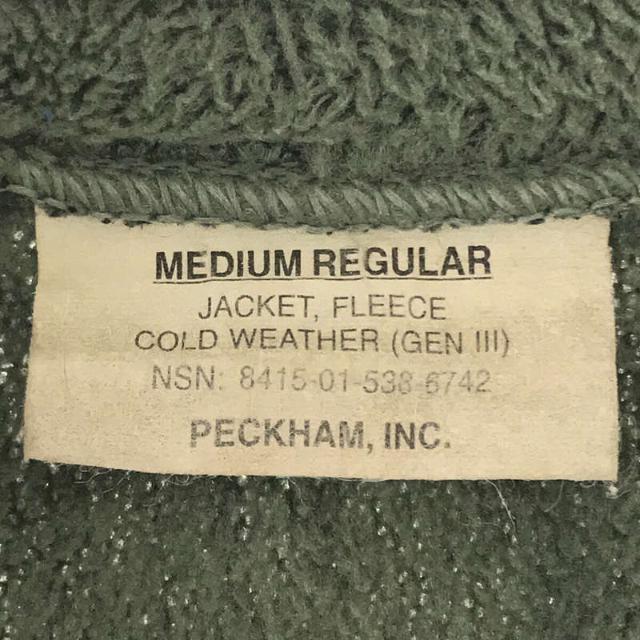 MEDIUM REGULAR
JACKET, FLEECE
COLD WEATHER (GEN III)
NSN: 8415-01-538-6742
PECKHAM, INC.